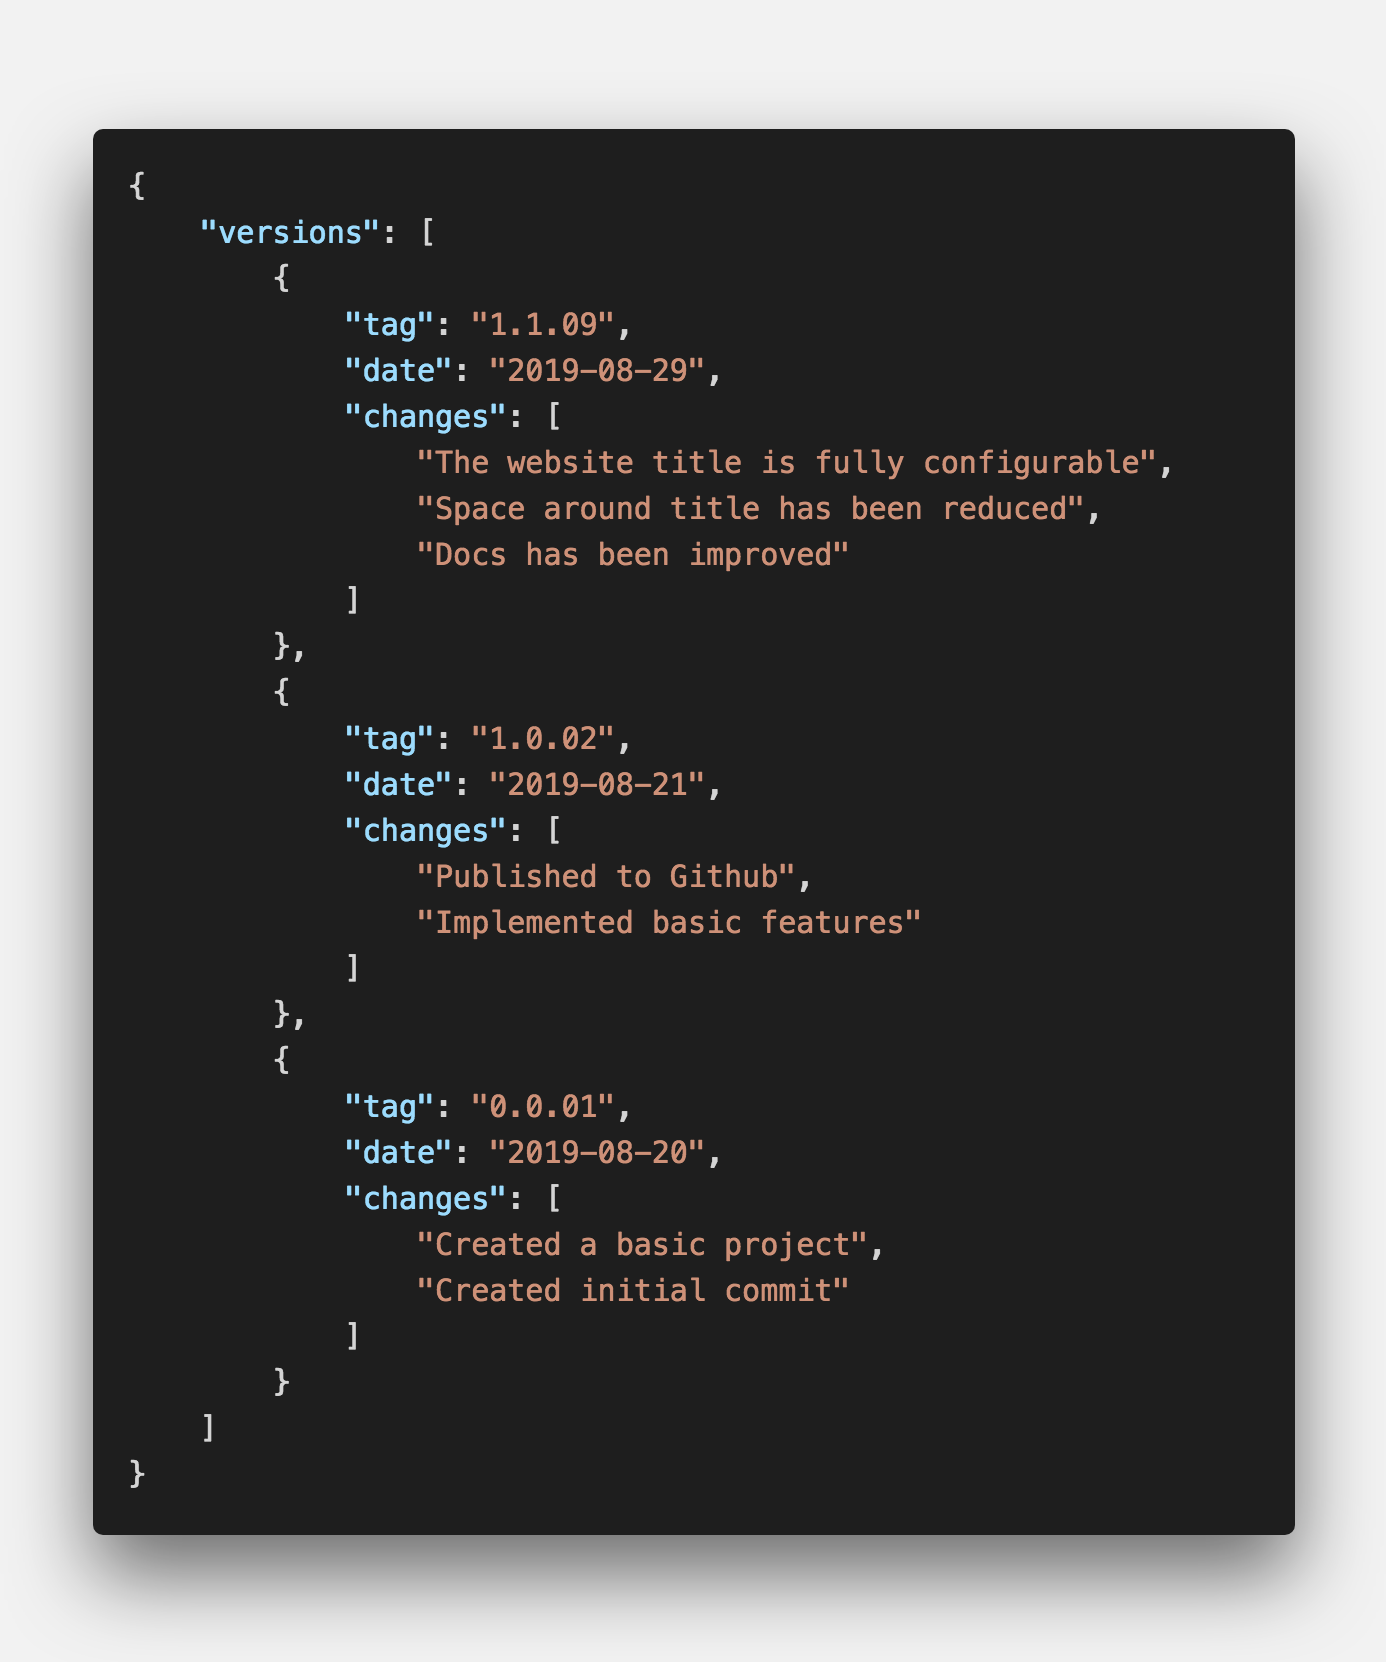 {
    "versions": [
        {
            "tag": "1.1.09",
            "date": "2019-08-29",
            "changes": [
                "The website title is fully configurable",
                "Space around title has been reduced",
                "Docs has been improved"
            ]
        },
        {
            "tag": "1.0.02",
            "date": "2019-08-21",
            "changes": [
                "Published to Github",
                "Implemented basic features"
            ]
        },
        {
            "tag": "0.0.01",
            "date": "2019-08-20",
            "changes": [
                "Created a basic project",
                "Created initial commit"
            ]
        }
    ]
}